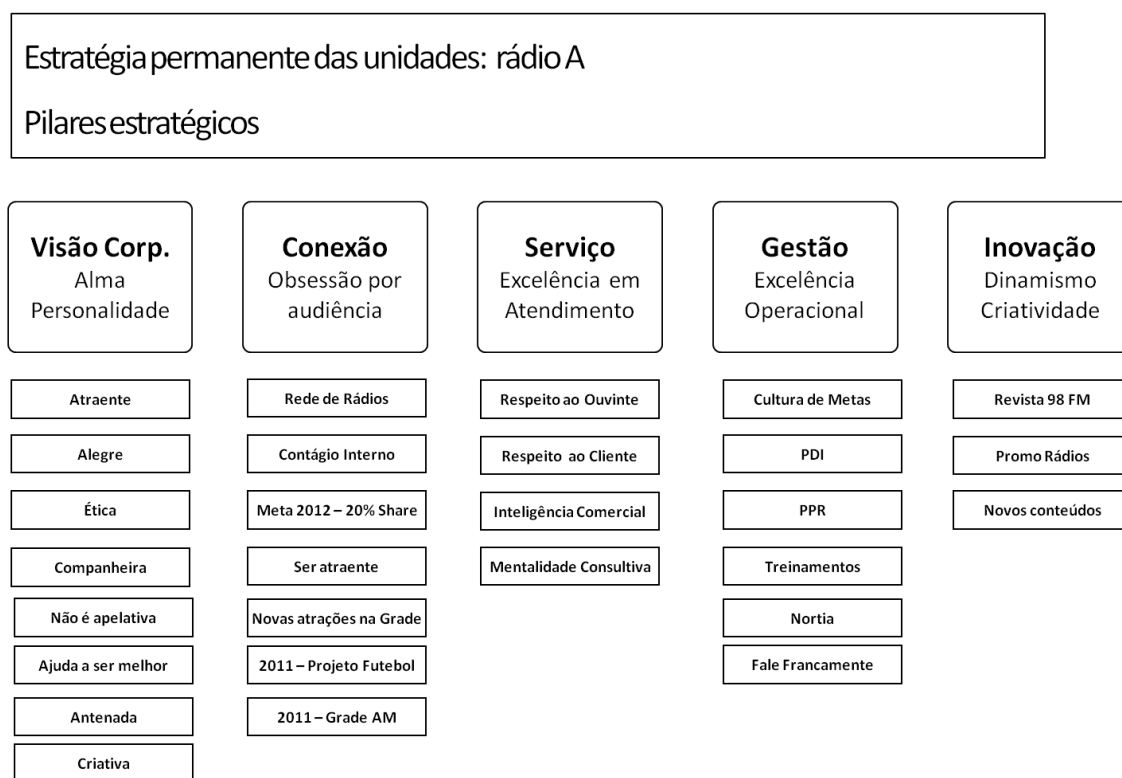 Estratégia permanente das unidades: rádio A
Pilares estratégicos
Visão Corp.
Alma
Personalidade
Atraente
Alegre
Ética
Companheira
Não é apelativa
Ajuda a ser melhor
Antenada
Criativa
Conexão
Obsessão por
audiência
Rede de Rádios
Contágio Interno
Meta 2012 – 20% Share
Ser atraente
Novas atrações na Grade
2011 – Projeto Futebol
2011 – Grade AM
Serviço
Excelência em
Atendimento
Respeito ao Ouvinte
Respeito ao Cliente
Inteligência Comercial
Mentalidade Consultiva
Gestão
Excelência
Operacional
Cultura de Metas
PDI
PPR
Treinamentos
Nortia
Fale Francamente
Inovação
Dinamismo
Criatividade
Revista 98 FM
Promo Rádios
Novos conteúdos